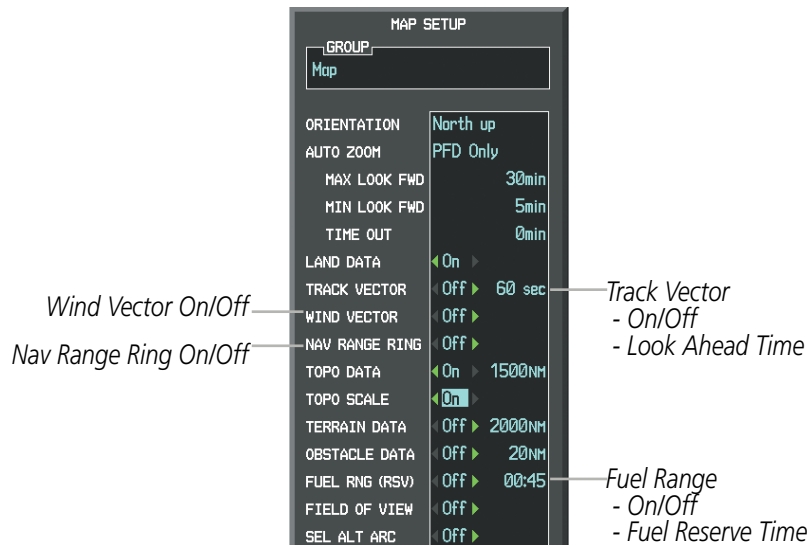 MAP SETUP
GROUP
Map
ORIENTATION North up
AUTO ZOOM PFD Only
MAX LOOK FWD 30min
MIN LOOK FWD 5min
TIME OUT 0min
LAND DATA On
TRACK VECTOR Off 60 sec
WIND VECTOR Off
NAV RANGE RING Off
TOPO DATA On 1500NM
TOPO SCALE On
TERRAIN DATA Off 2000NM
OBSTACLE DATA Off 20NM
FUEL RNG (RSV) Off 00:45
FIELD OF VIEW Off
SEL ALT ARC Off
Wind Vector On/Off
Nav Range Ring On/Off
Track Vector
- On/Off
- Look Ahead Time
Fuel Range
- On/Off
- Fuel Reserve Time